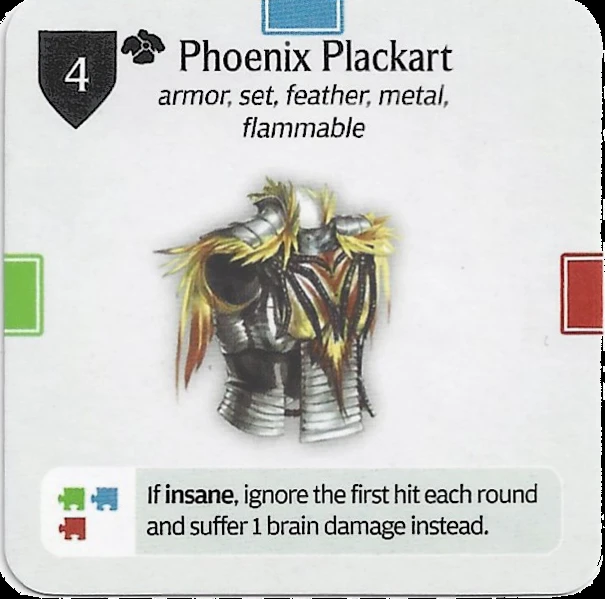 4
Phoenix Plackart
armor, set, feather, metal,
flammable
If insane, ignore the first hit each round
and suffer 1 brain damage instead.